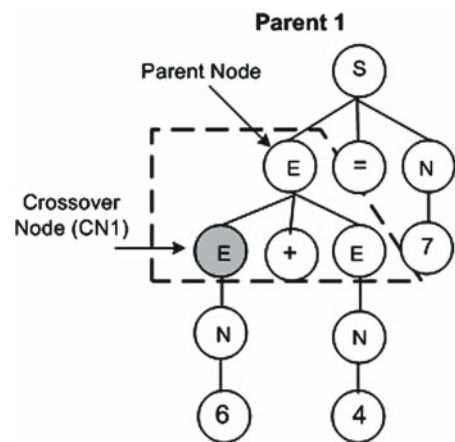 Parent 1
S
Parent Node
E = N
Crossover
Node (CN1)
E + E 7
N N
6 4